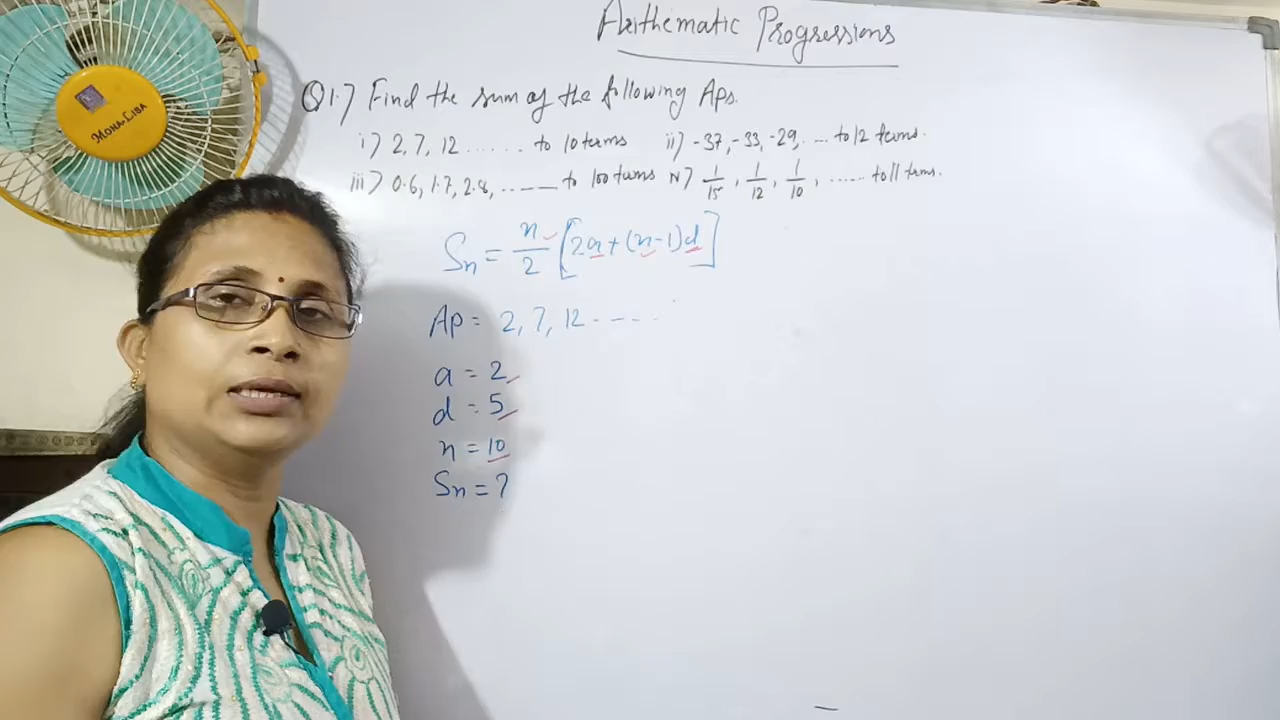 Arithematic Progressions
Q1.7 Find the sum of the following Aps.
i) 2, 7, 12 ...... to 10 terms ii) -37, -33, -29, .... to 12 terms.
iii) 0.6, 1.7, 2.8, ...... to 100 terms iv) 1/15, 1/12, 1/10, ...... to 11 terms.
Sn = n/2 [2a + (n-1)d]
Ap = 2, 7, 12 - - - -
a = 2
d = 5
n = 10
Sn = ?
MONA LISA